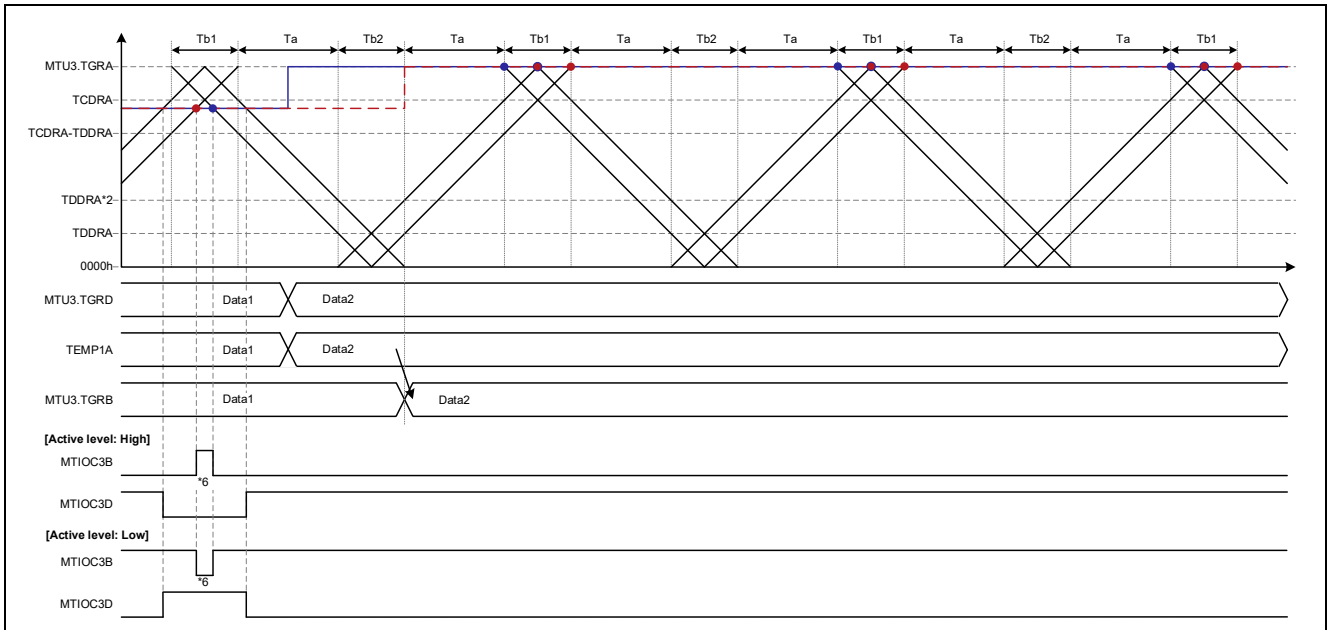 Tb1 Ta Tb2 Ta Tb1 Ta Tb2 Ta Tb1 Ta Tb2 Ta Tb1
MTU3.TGRA
TCDRA
TCDRA-TDDRA
TDDRA*2
TDDRA
0000h
MTU3.TGRD Data1 Data2
TEMP1A Data1 Data2
MTU3.TGRB Data1 Data2
[Active level: High]
MTIOC3B
*6
MTIOC3D
[Active level: Low]
MTIOC3B
*6
MTIOC3D